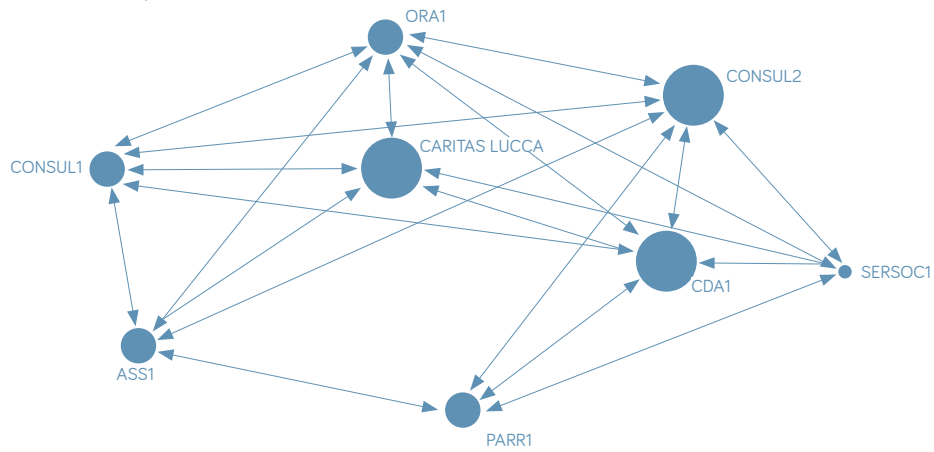 ORA1
CONSUL2
CARITAS LUCCA
CONSUL1
SERSOC1
CDA1
ASS1
PARR1